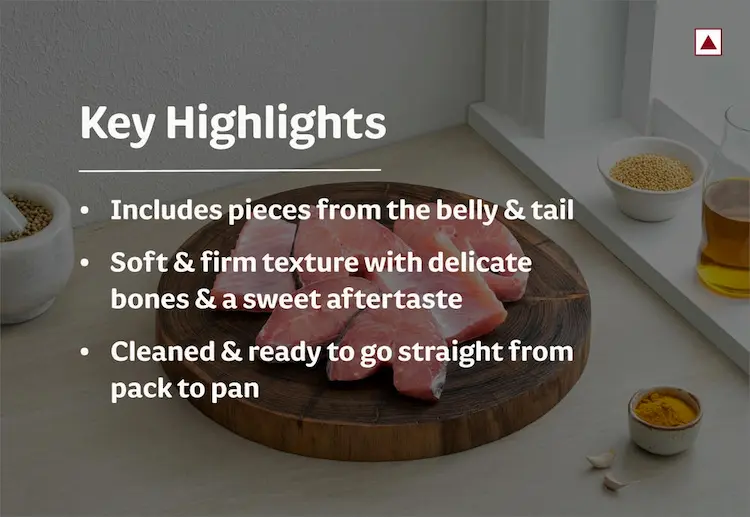 Key Highlights
• Includes pieces from the belly & tail
• Soft & firm texture with delicate
bones & a sweet aftertaste
• Cleaned & ready to go straight from
pack to pan